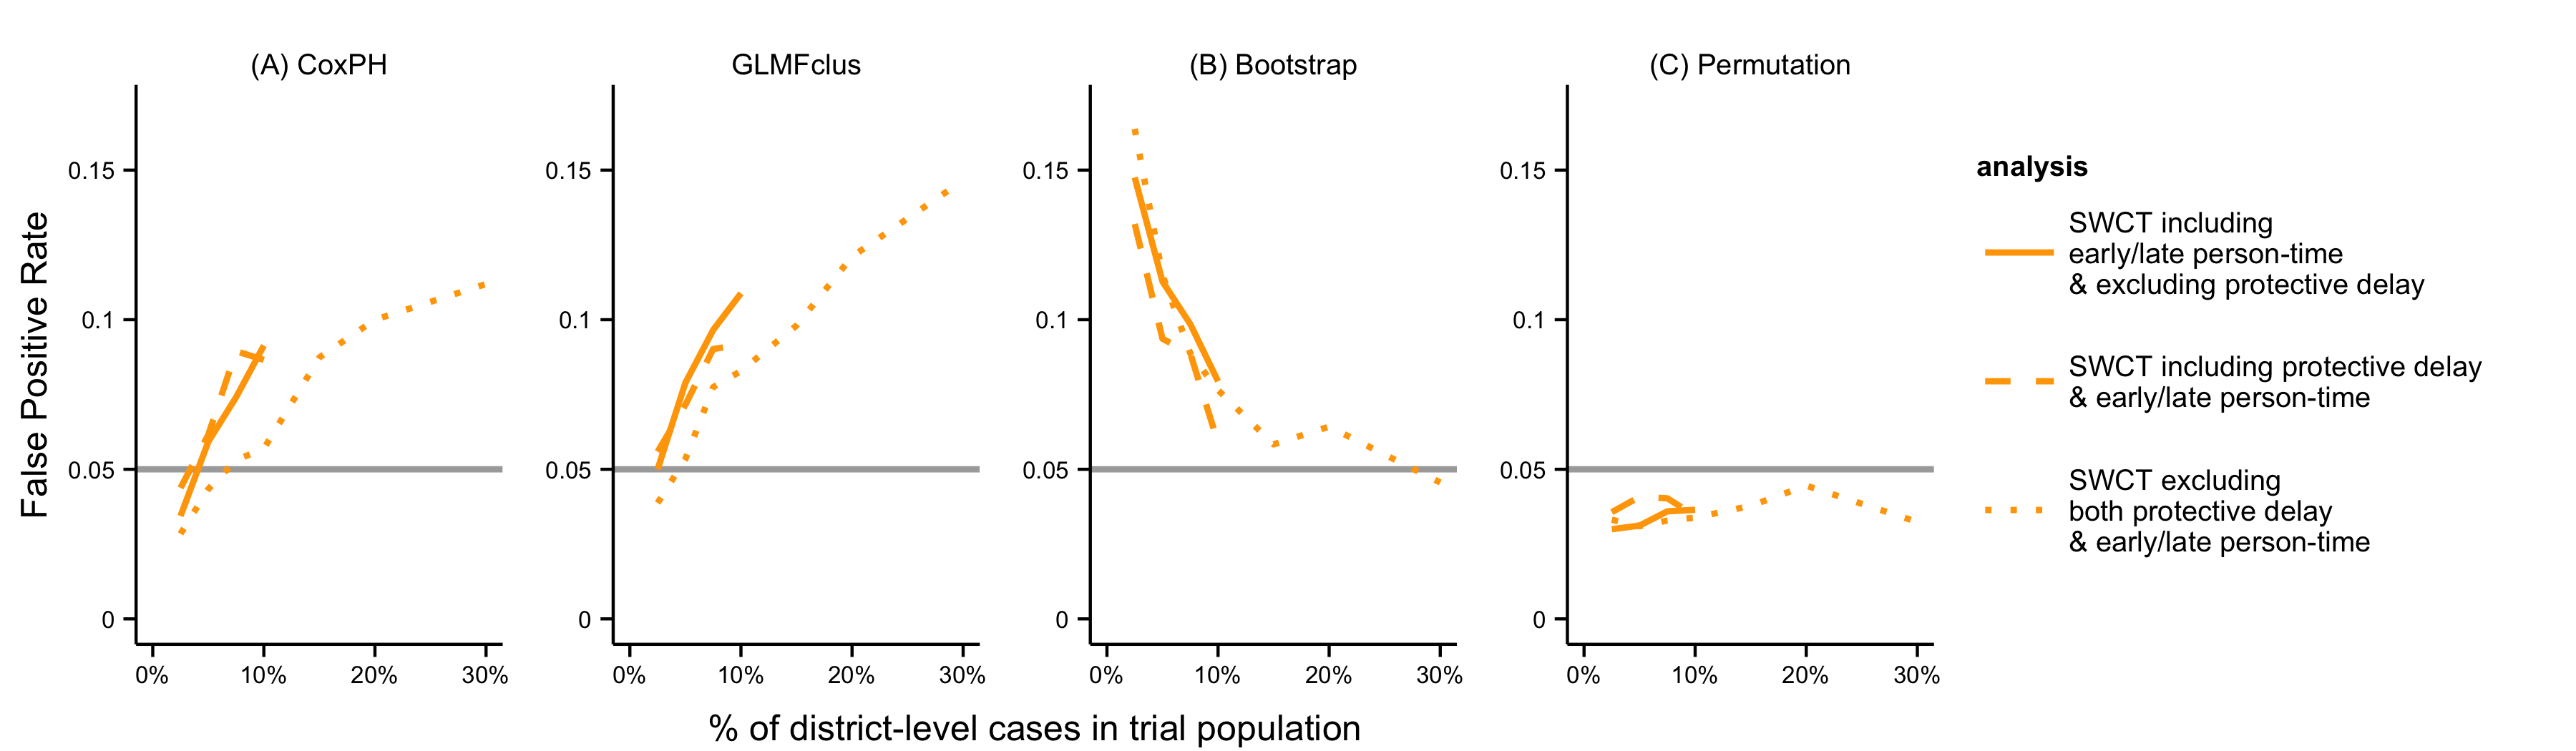 (A) CoxPH
GLMFclus
(B) Bootstrap
(C) Permutation
False Positive Rate
0.15
0.1
0.05
0
0%
10%
20%
30%
0.15
0.1
0.05
0
0%
10%
20%
30%
0.15
0.1
0.05
0
0%
10%
20%
30%
0.15
0.1
0.05
0
0%
10%
20%
30%
% of district-level cases in trial population
analysis
SWCT including
early/late person-time
& excluding protective delay
SWCT including protective delay
& early/late person-time
SWCT excluding
both protective delay
& early/late person-time